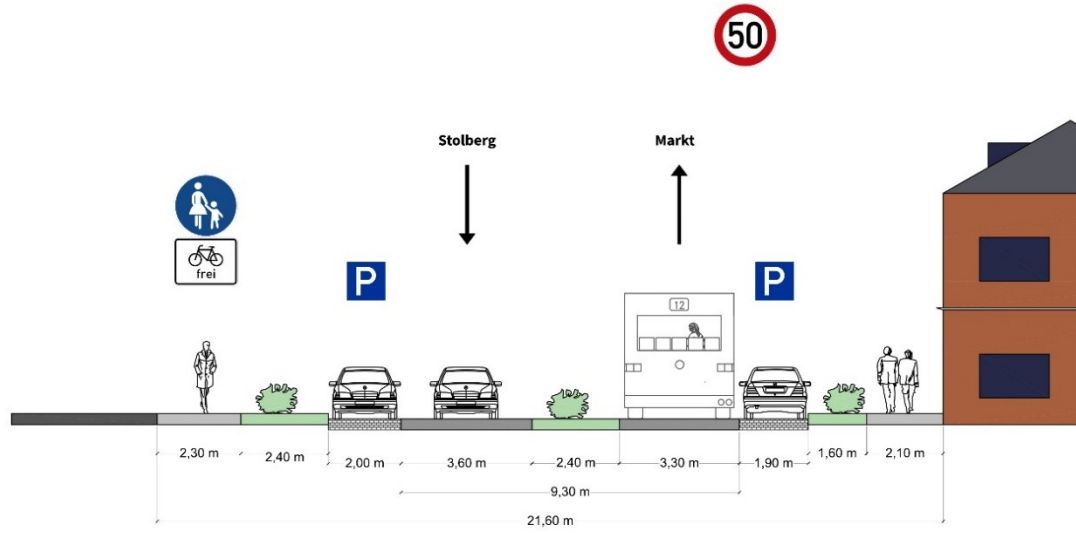 50
Stolberg
Markt
frei
P
P
12
2,30 m
2,40 m
2,00 m
3,60 m
2,40 m
3,30 m
1,90 m
1,60 m
2,10 m
9,30 m
21,60 m